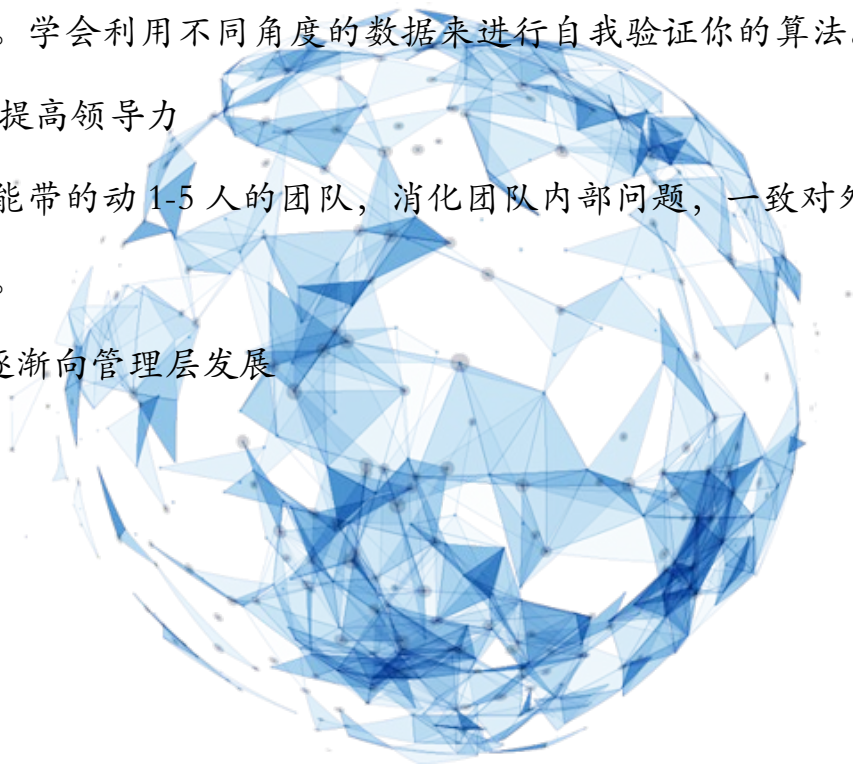 。学会利用不同角度的数据来进行自我验证你的算法
提高领导力
能带的动 1-5 人的团队，消化团队内部问题，一致对外
。
逐渐向管理层发展